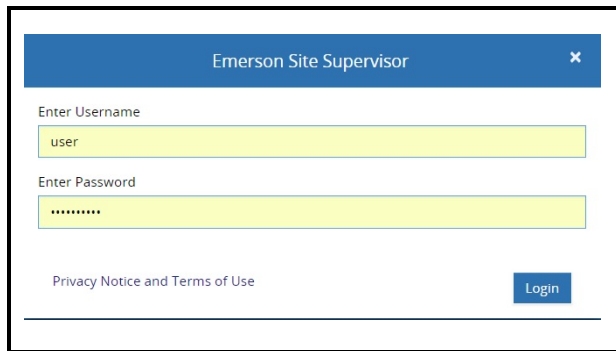 Emerson Site Supervisor ×
Enter Username
user
Enter Password
••••••••••
Privacy Notice and Terms of Use
Login